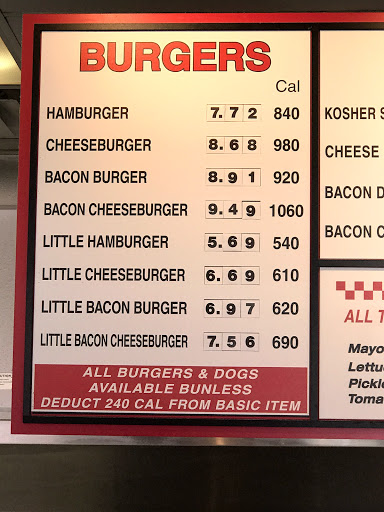 BURGERS
Cal
HAMBURGER 7.72 840
CHEESEBURGER 8.68 980
BACON BURGER 8.91 920
BACON CHEESEBURGER 9.49 1060
LITTLE HAMBURGER 5.69 540
LITTLE CHEESEBURGER 6.69 610
LITTLE BACON BURGER 6.97 620
LITTLE BACON CHEESEBURGER 7.56 690
ALL BURGERS & DOGS
AVAILABLE BUNLESS
DEDUCT 240 CAL FROM BASIC ITEM
KOSHER S
CHEESE
BACON D
BACON C
ALL T
Mayo
Lettu
Pickle
Toma